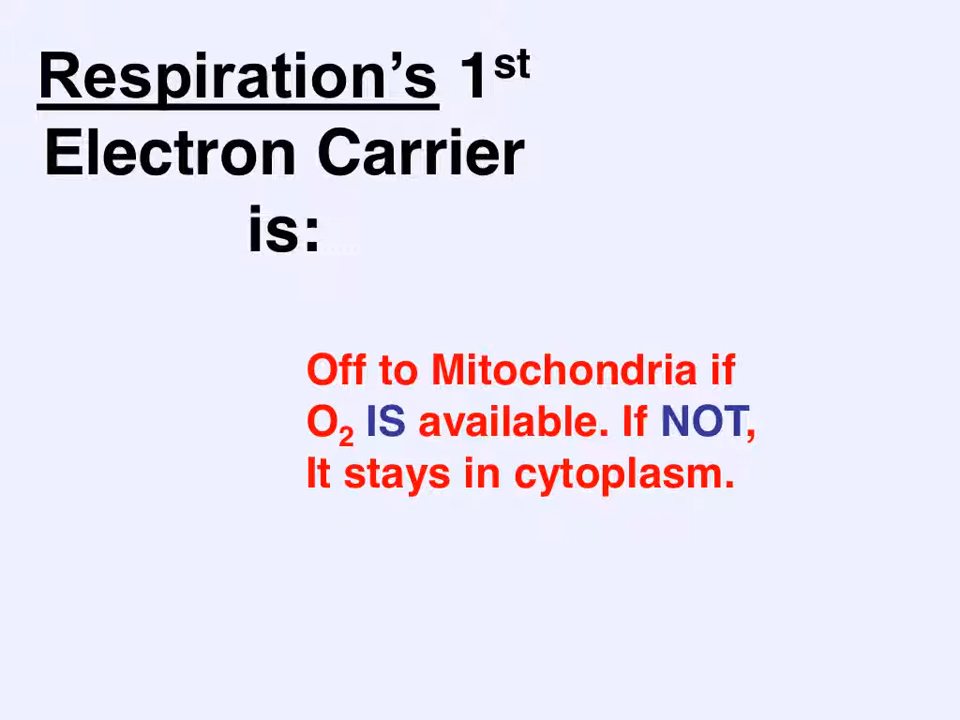 Respiration’s 1st
Electron Carrier
is:
Off to Mitochondria if
O2 IS available. If NOT,
It stays in cytoplasm.